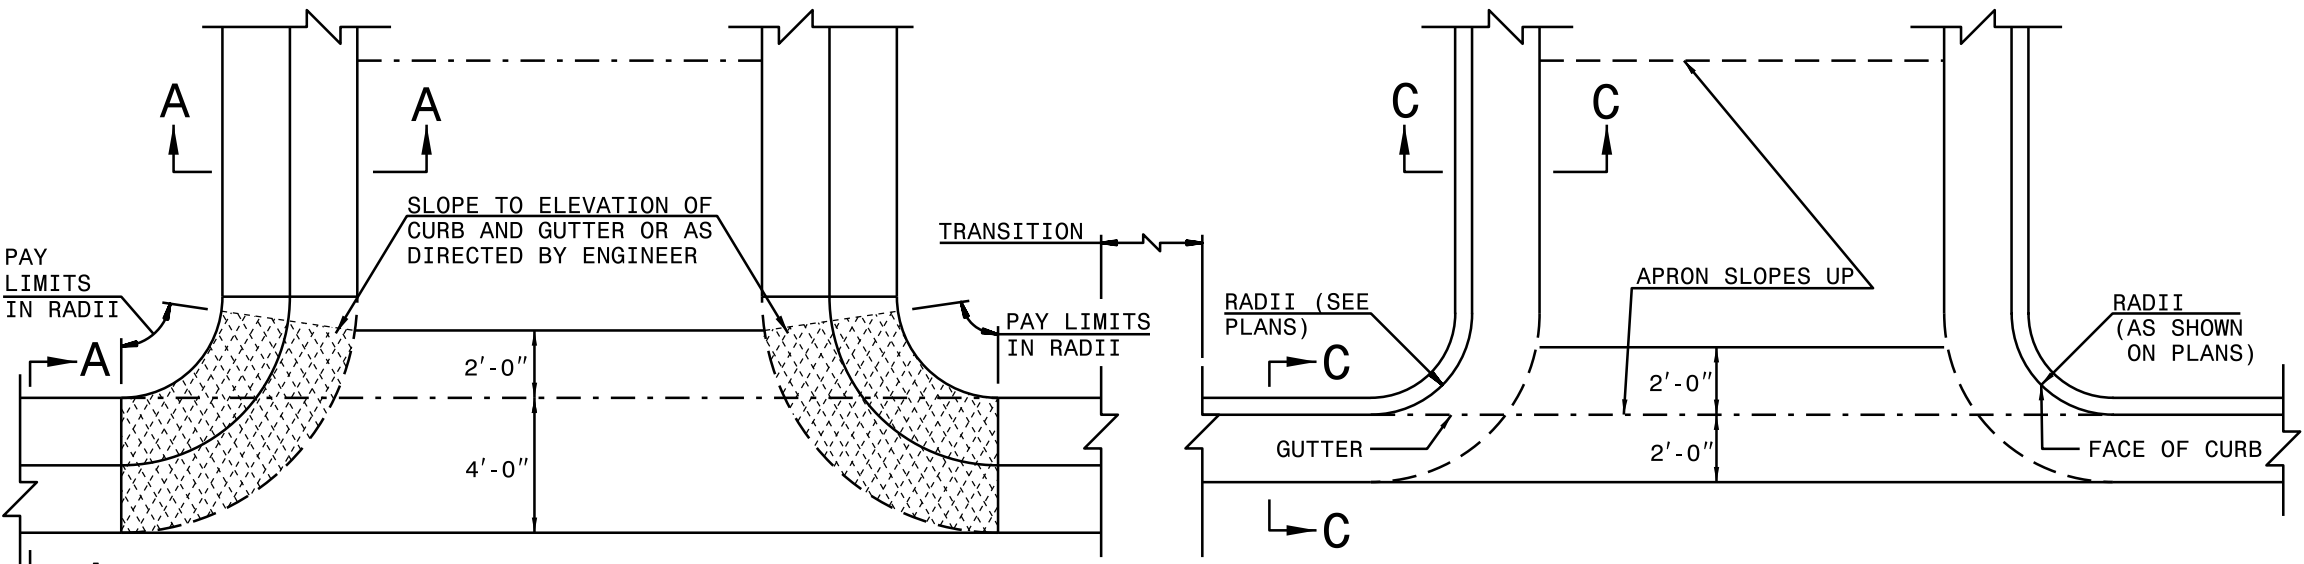 A
A
C
C
SLOPE TO ELEVATION OF
CURB AND GUTTER OR AS
DIRECTED BY ENGINEER
TRANSITION
PAY
LIMITS
IN RADII
APRON SLOPES UP
RADII (SEE
PLANS)
RADII
(AS SHOWN
ON PLANS)
PAY LIMITS
IN RADII
A
2'-0"
C
2'-0"
4'-0"
GUTTER
2'-0"
FACE OF CURB
C